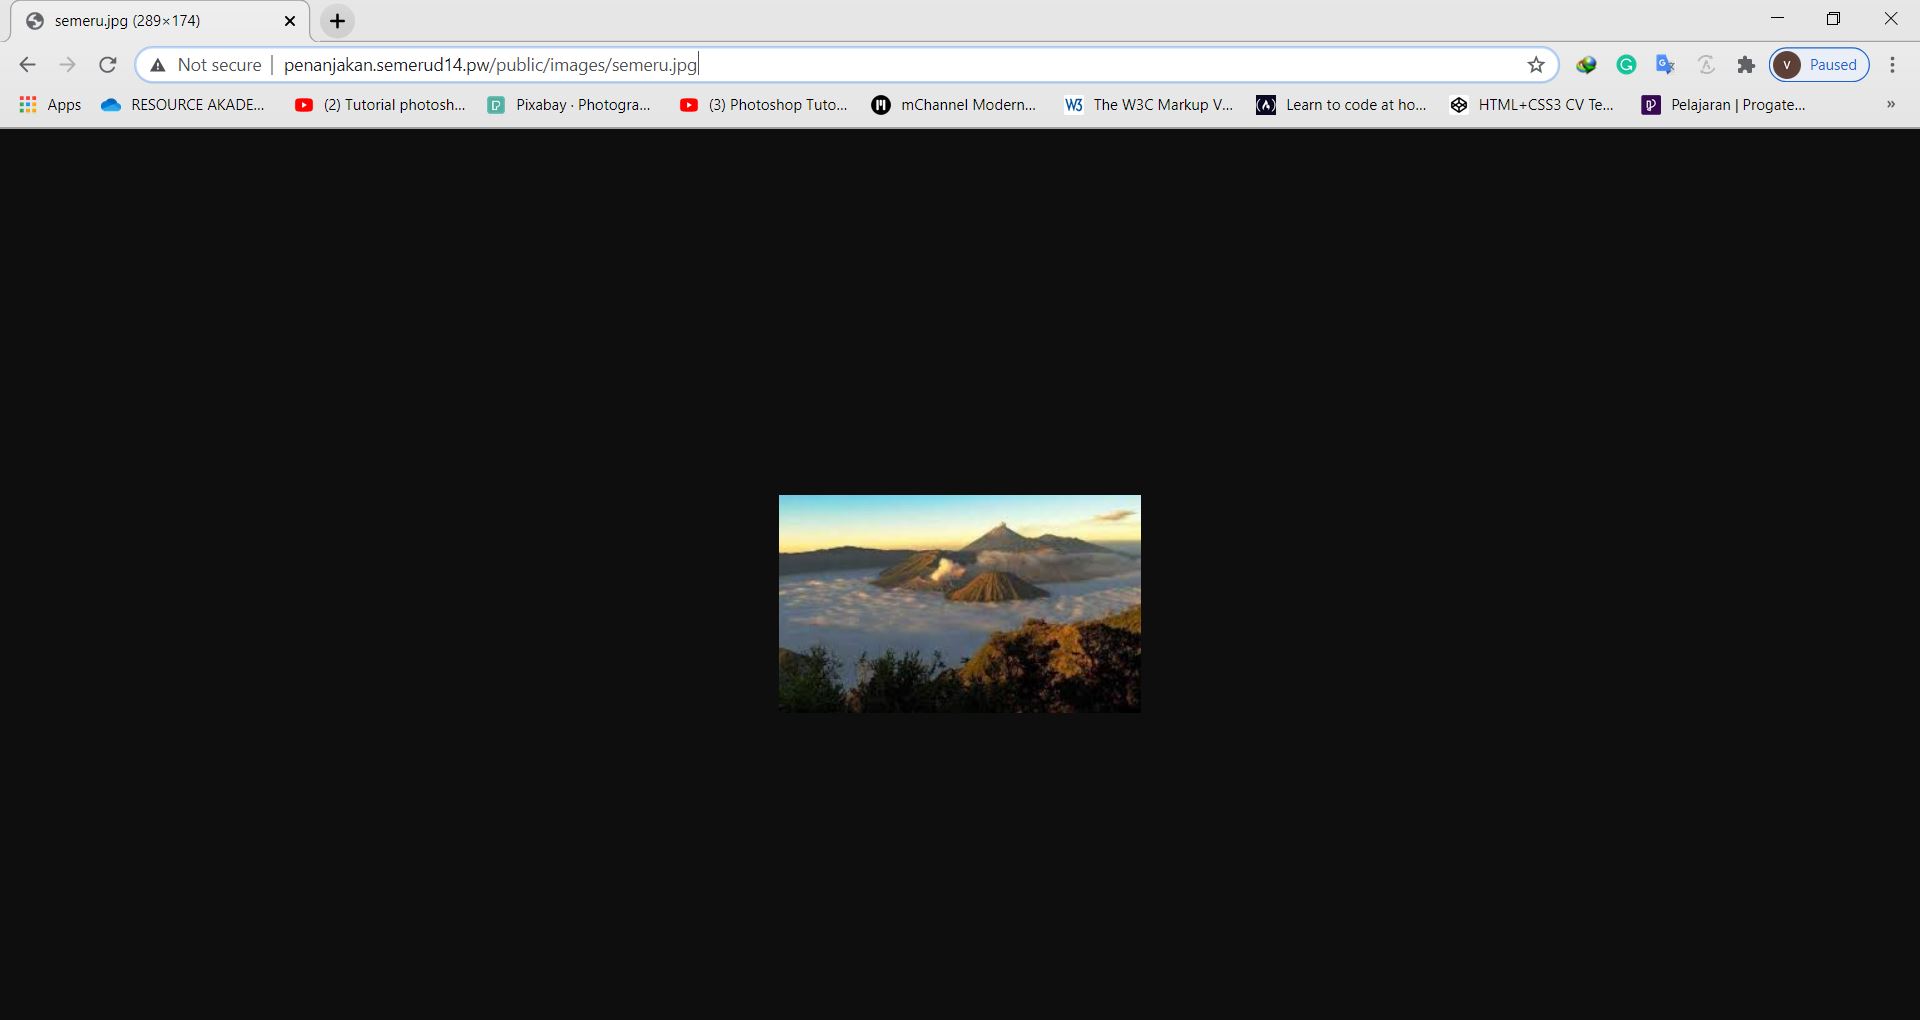 semeru.jpg (289×174)
Not secure | penanjakan.semerud14.pw/public/images/semeru.jpg
V Paused
Apps RESOURCE AKADE... (2) Tutorial photosh... Pixabay · Photogra... (3) Photoshop Tuto... mChannel Modern... W3 The W3C Markup V... Learn to code at ho... HTML+CSS3 CV Te... Pelajaran | Progate... »